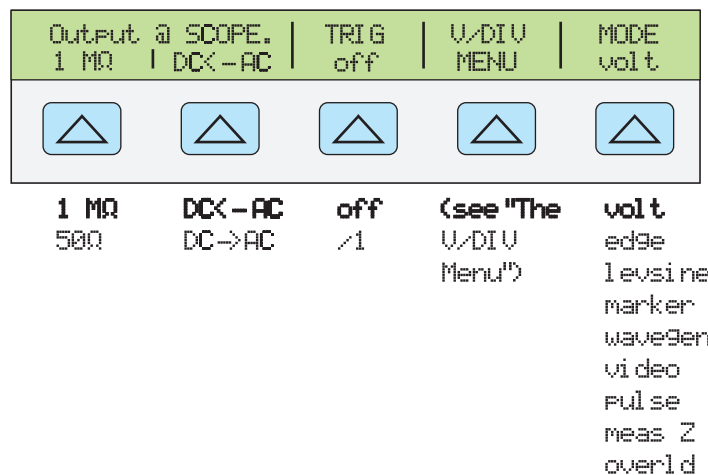 Output @ SCOPE. TRIG V/DIV MODE
1 MΩ DC<-AC off MENU volt
1 MΩ DC<-AC off (see "The volt
50Ω DC->AC /1 V/DIV edge
Menu") levsine
marker
wavegen
video
pulse
meas Z
overld